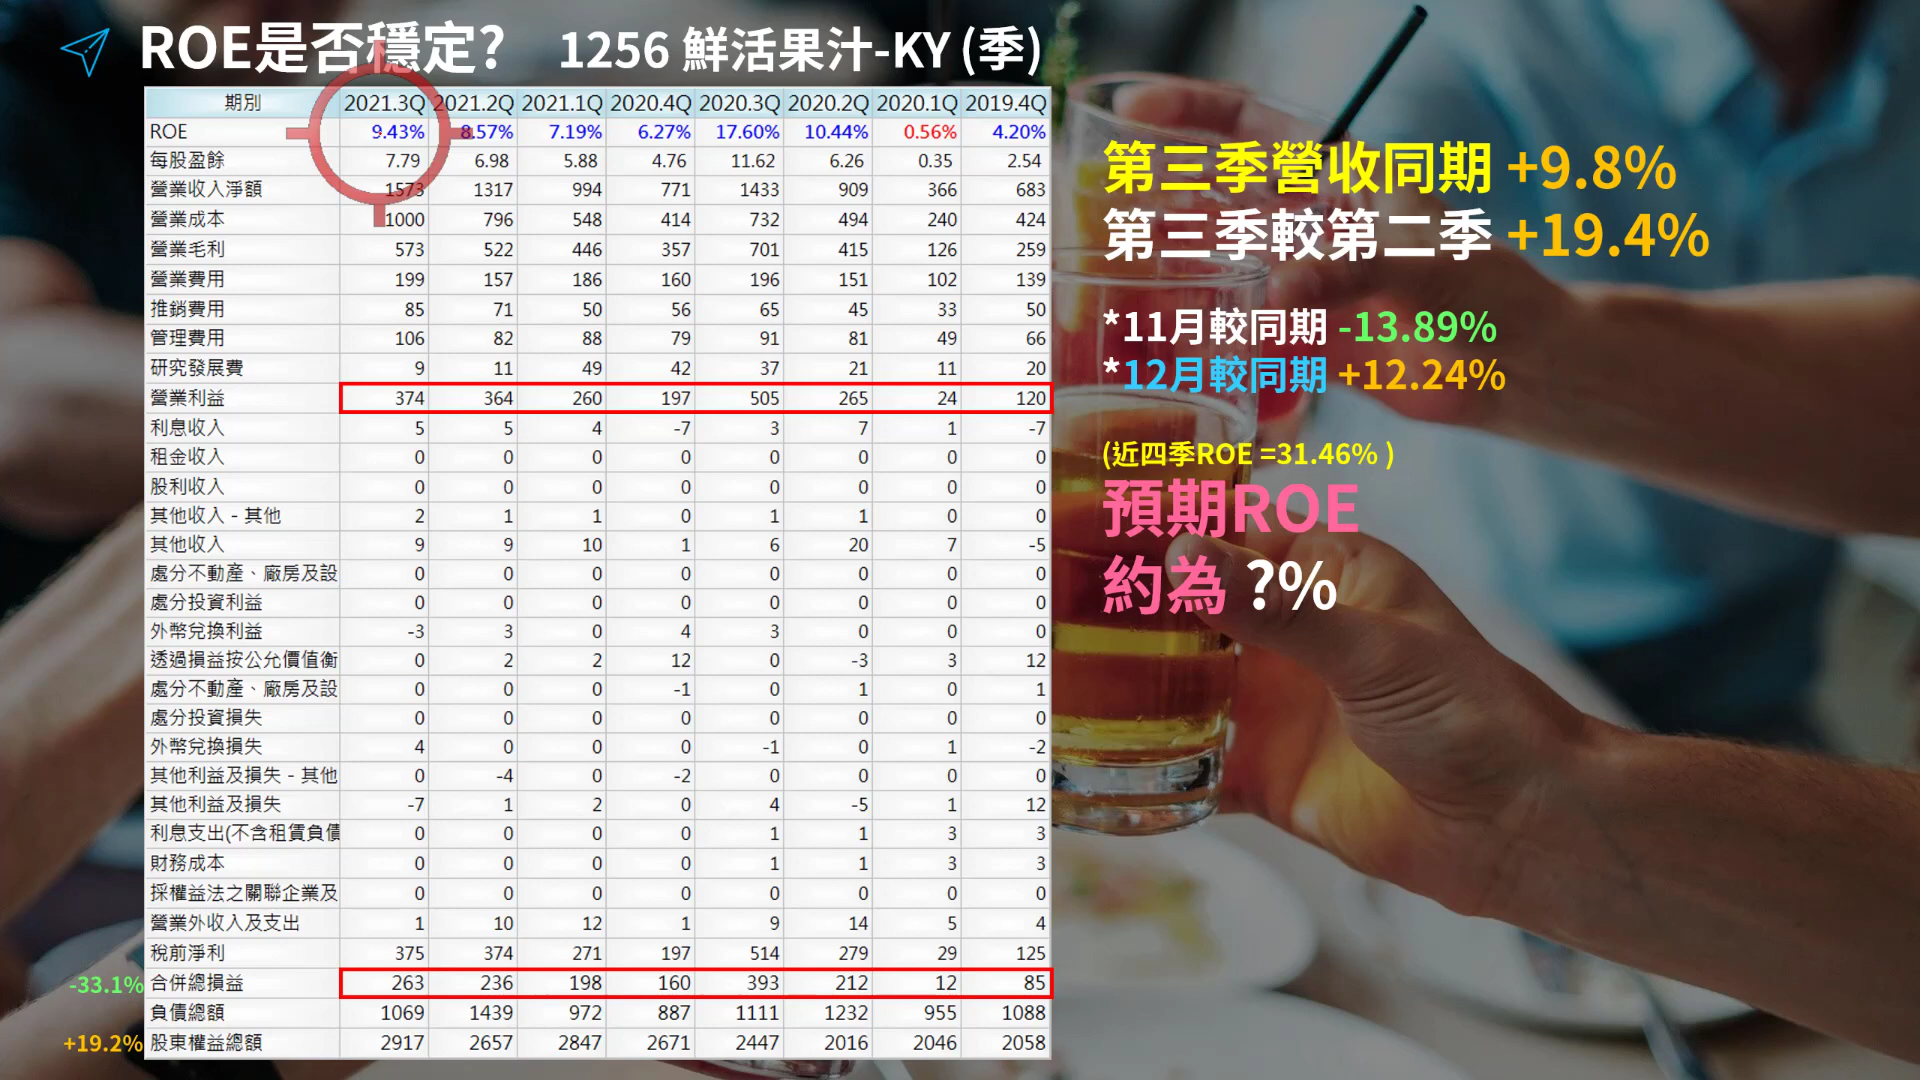 ROE是否穩定? 1256 鮮活果汁-KY (季)
期別 2021.3Q 2021.2Q 2021.1Q 2020.4Q 2020.3Q 2020.2Q 2020.1Q 2019.4Q
ROE 9.43% 8.57% 7.19% 6.27% 17.60% 10.44% 0.56% 4.20%
每股盈餘 7.79 6.98 5.88 4.76 11.62 6.26 0.35 2.54
營業收入淨額 1573 1317 994 771 1433 909 366 683
營業成本 1000 796 548 414 732 494 240 424
營業毛利 573 522 446 357 701 415 126 259
營業費用 199 157 186 160 196 151 102 139
推銷費用 85 71 50 56 65 45 33 50
管理費用 106 82 88 79 91 81 49 66
研究發展費 9 11 49 42 37 21 11 20
營業利益 374 364 260 197 505 265 24 120
利息收入 5 5 4 -7 3 7 1 -7
租金收入 0 0 0 0 0 0 0 0
股利收入 0 0 0 0 0 0 0 0
其他收入 - 其他 2 1 1 0 1 1 0 0
其他收入 9 9 10 1 6 20 7 -5
處分不動產、廠房及設 0 0 0 0 0 0 0 0
處分投資利益 0 0 0 0 0 0 0 0
外幣兌換利益 -3 3 0 4 3 0 0 0
透過損益按公允價值衡 0 2 2 12 0 -3 3 12
處分不動產、廠房及設 0 0 0 -1 0 1 0 1
處分投資損失 0 0 0 0 0 0 0 0
外幣兌換損失 4 0 0 0 -1 0 1 -2
其他利益及損失 - 其他 0 -4 0 -2 0 0 0 0
其他利益及損失 -7 1 2 0 4 -5 1 12
利息支出(不含租賃負債 0 0 0 0 1 1 3 3
財務成本 0 0 0 0 1 1 3 3
採權益法之關聯企業及 0 0 0 0 0 0 0 0
營業外收入及支出 1 10 12 1 9 14 5 4
稅前淨利 375 374 271 197 514 279 29 125
-33.1% 合併總損益 263 236 198 160 393 212 12 85
負債總額 1069 1439 972 887 1111 1232 955 1088
+19.2% 股東權益總額 2917 2657 2847 2671 2447 2016 2046 2058
第三季營收同期 +9.8%
第三季較第二季 +19.4%
*11月較同期 -13.89%
*12月較同期 +12.24%
(近四季ROE =31.46% )
預期ROE
約為 ?%